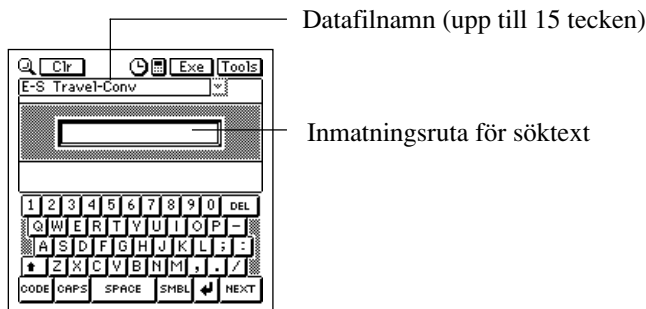 Datafilnamn (upp till 15 tecken)
Clr Exe Tools
E-S Travel-Conv
Inmatningsruta för söktext
1 2 3 4 5 6 7 8 9 0 DEL
Q W E R T Y U I O P -
A S D F G H J K L ; :
Z X C V B N M , . /
CODE CAPS SPACE SMBL NEXT